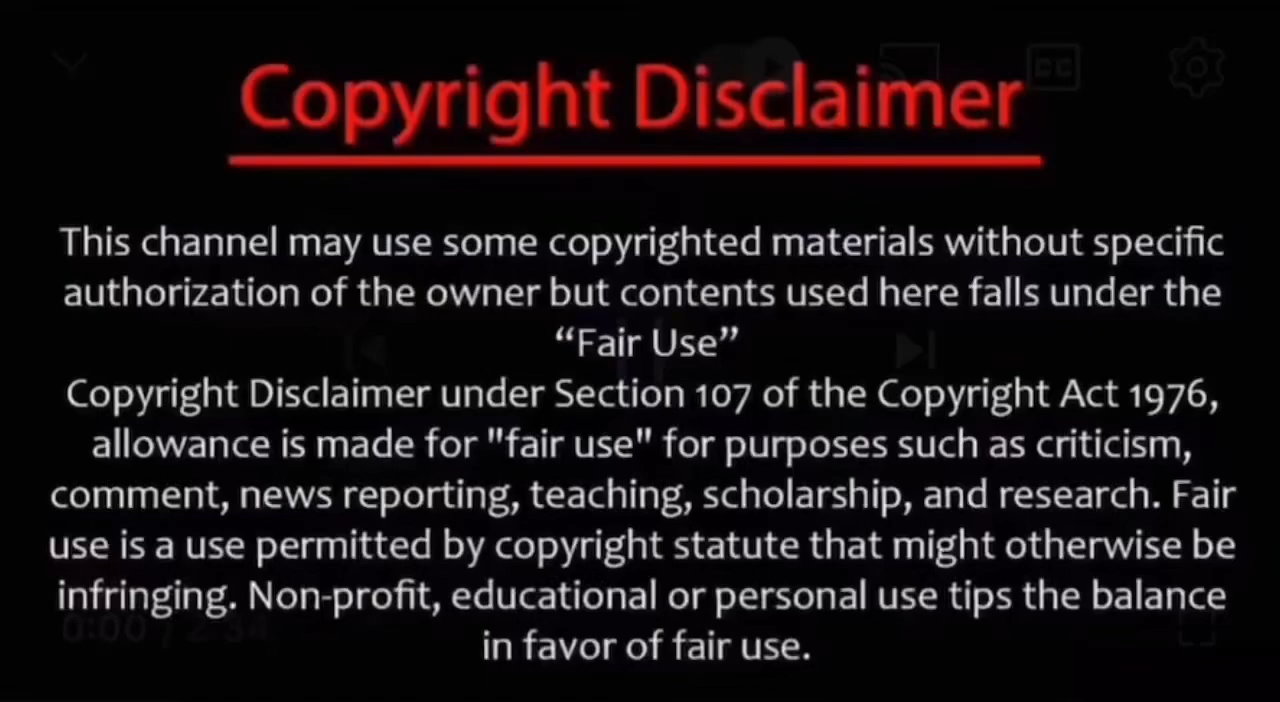 Copyright Disclaimer
This channel may use some copyrighted materials without specific
authorization of the owner but contents used here falls under the
“Fair Use”
Copyright Disclaimer under Section 107 of the Copyright Act 1976,
allowance is made for "fair use" for purposes such as criticism,
comment, news reporting, teaching, scholarship, and research. Fair
use is a use permitted by copyright statute that might otherwise be
infringing. Non-profit, educational or personal use tips the balance
in favor of fair use.
CC